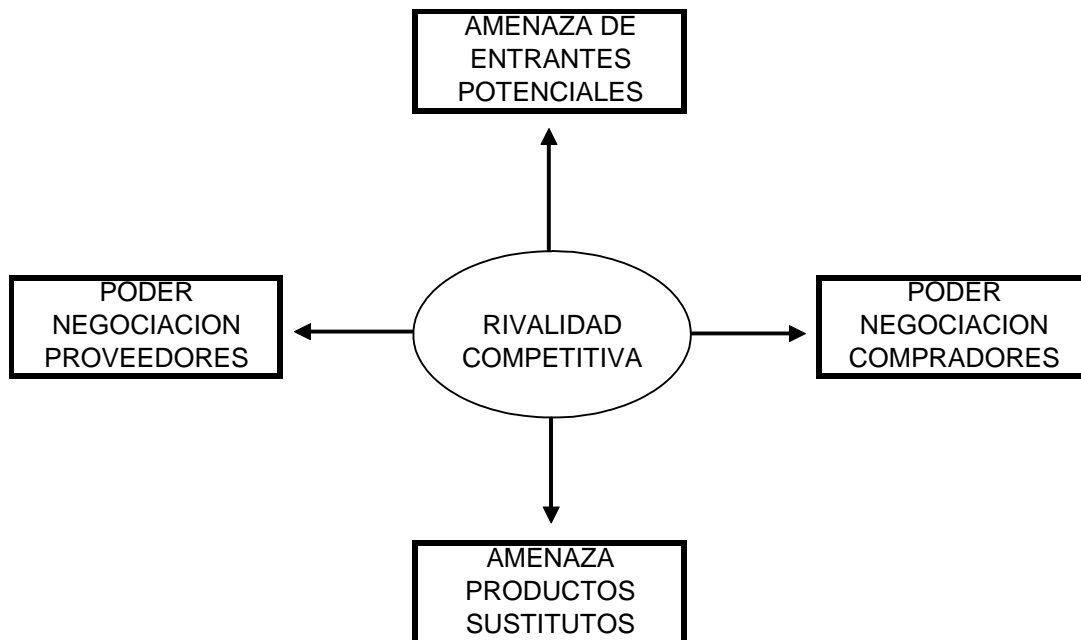 AMENAZA DE
ENTRANTES
POTENCIALES
PODER
NEGOCIACION
PROVEEDORES
RIVALIDAD
COMPETITIVA
PODER
NEGOCIACION
COMPRADORES
AMENAZA
PRODUCTOS
SUSTITUTOS